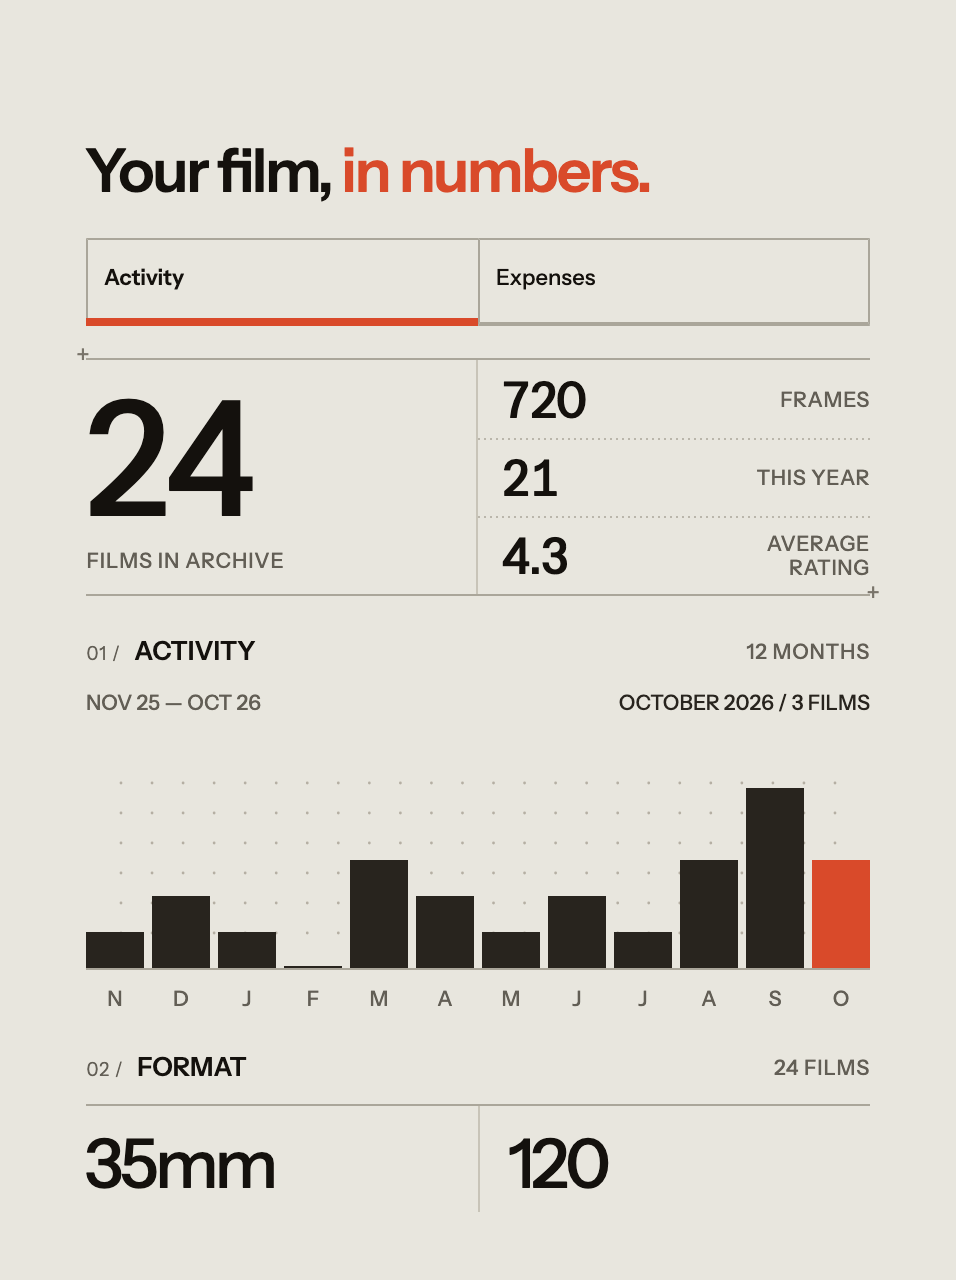 Your film, in numbers.
Activity
Expenses
24
FILMS IN ARCHIVE
720
FRAMES
21
THIS YEAR
4.3
AVERAGE
RATING
01 / ACTIVITY
12 MONTHS
NOV 25 — OCT 26
OCTOBER 2026 / 3 FILMS
N D J F M A M J J A S O
02 / FORMAT
24 FILMS
35mm
120